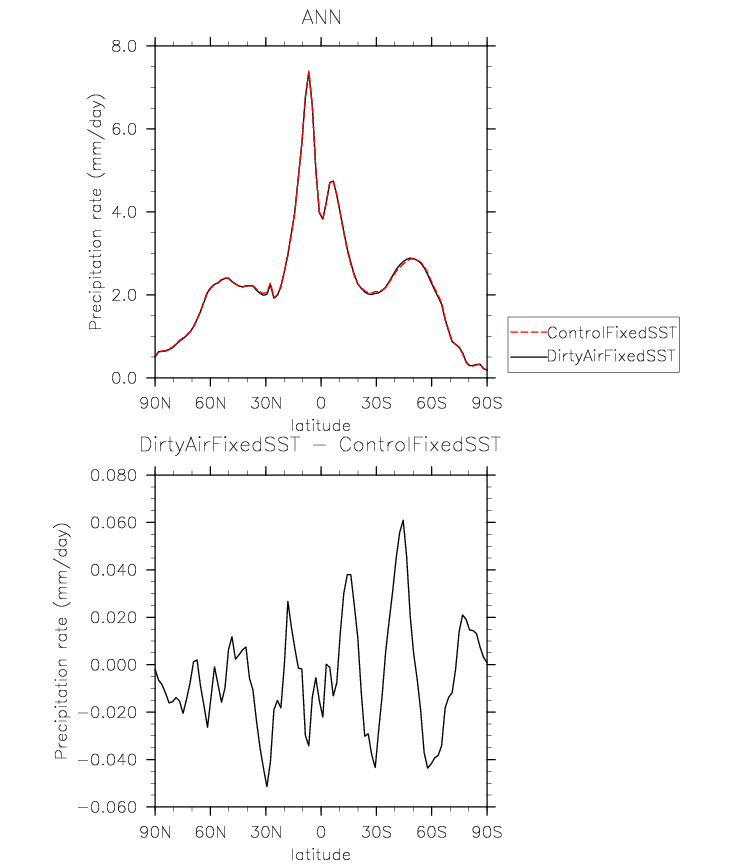 ANN
8.0
6.0
4.0
2.0
0.0
Precipitation rate (mm/day)
90N 60N 30N 0 30S 60S 90S
latitude
ControlFixedSST
DirtyAirFixedSST
DirtyAirFixedSST − ControlFixedSST
0.080
0.060
0.040
0.020
0.000
−0.020
−0.040
−0.060
Precipitation rate (mm/day)
90N 60N 30N 0 30S 60S 90S
latitude